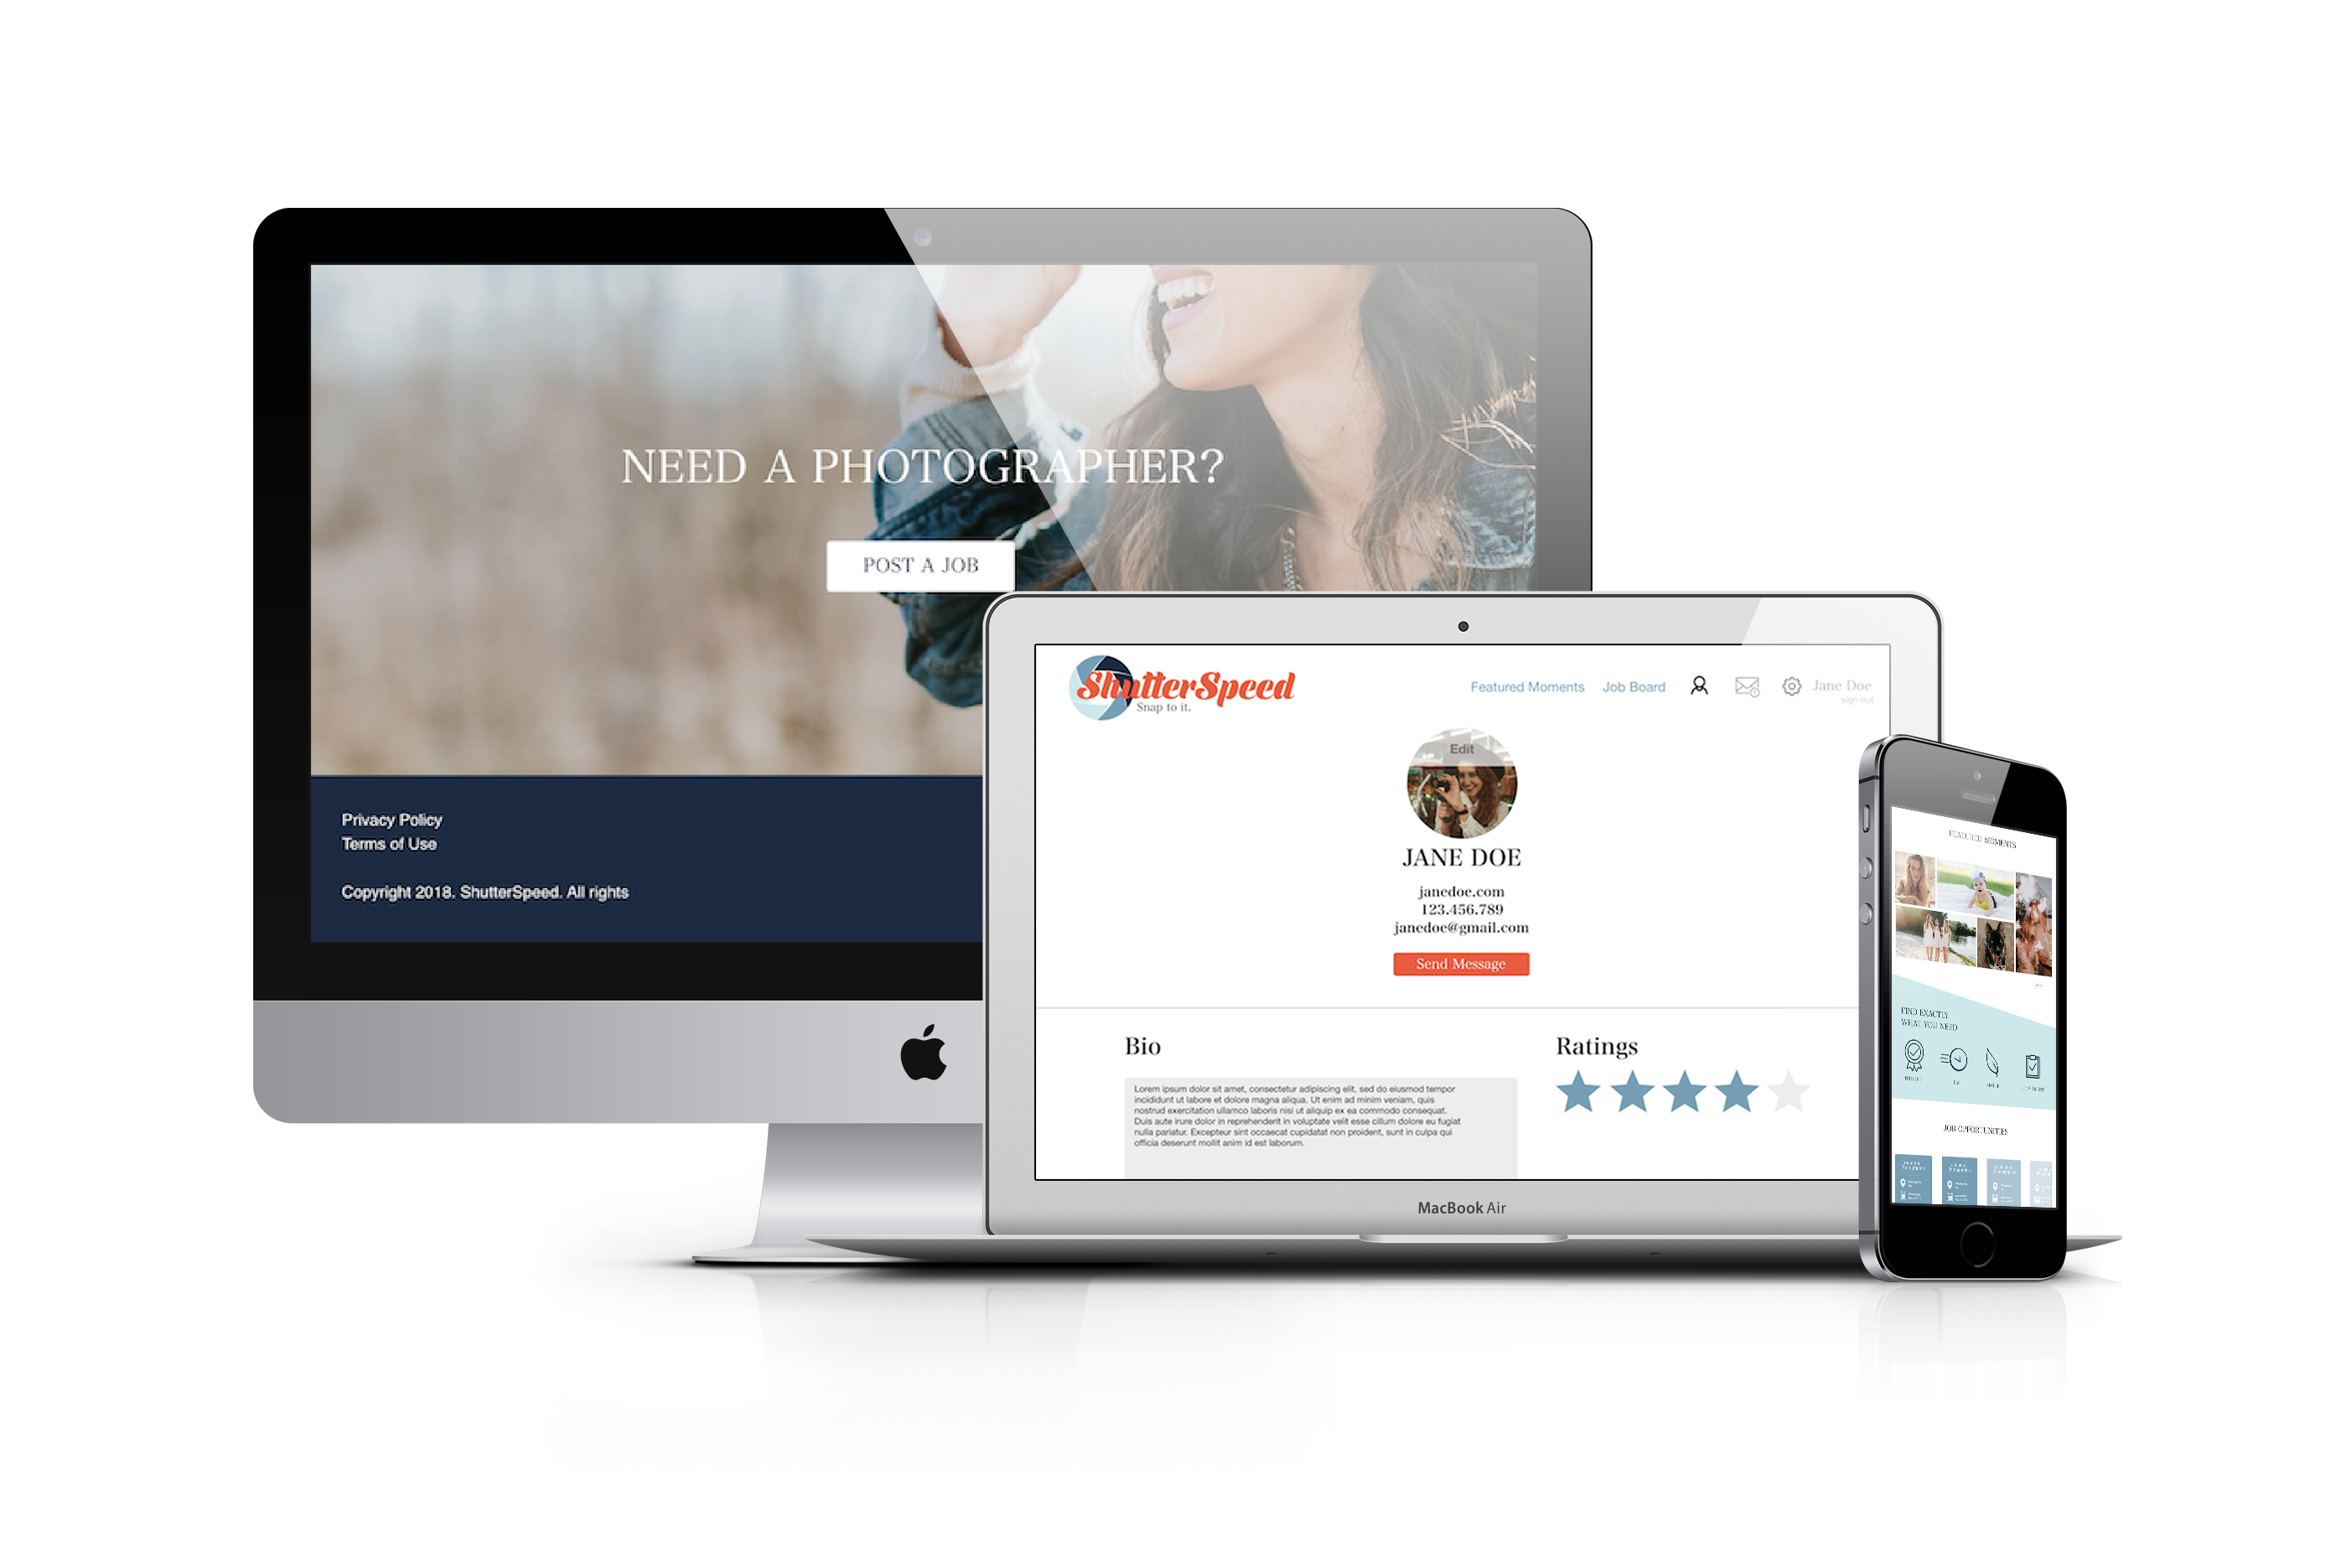 NEED A PHOTOGRAPHER?
POST A JOB
Privacy Policy
Terms of Use
Copyright 2018. ShutterSpeed. All rights
ShutterSpeed
Snap to it.
Featured Moments
Job Board
Jane Doe
sign out
Edit
JANE DOE
janedoe.com
123.456.789
janedoe@gmail.com
Send Message
Bio
Lorem ipsum dolor sit amet, consectetur adipiscing elit, sed do eiusmod tempor
incididunt ut labore et dolore magna aliqua. Ut enim ad minim veniam, quis
nostrud exercitation ullamco laboris nisi ut aliquip ex ea commodo consequat.
Duis aute irure dolor in reprehenderit in voluptate velit esse cillum dolore eu fugiat
nulla pariatur. Excepteur sint occaecat cupidatat non proident, sunt in culpa qui
officia deserunt mollit anim id est laborum.
Ratings
MacBook Air
FEATURED MOMENTS
FIND EXACTLY
WHAT YOU NEED
JOB OPPORTUNITIES